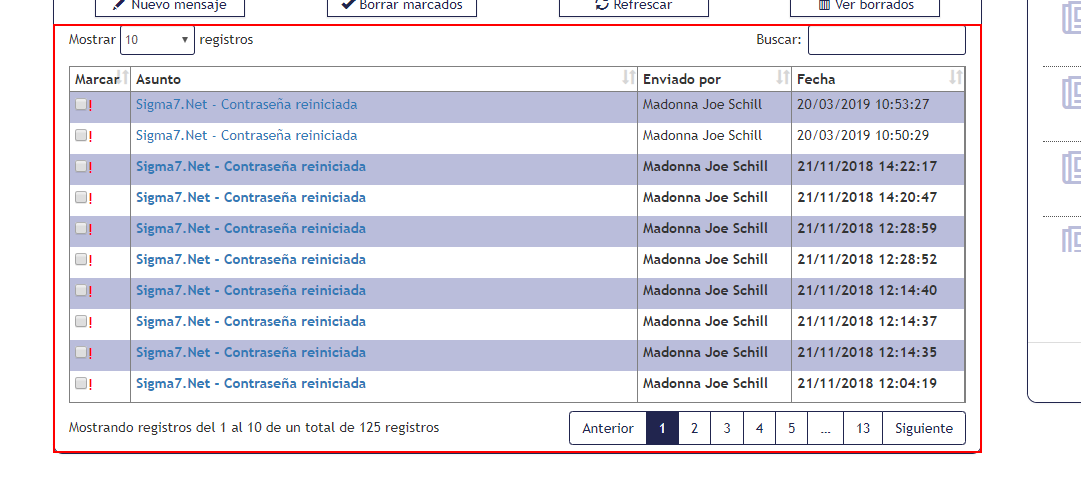 Nuevo mensaje Borrar marcados Refrescar Ver borrados
Mostrar 10 registros Buscar:
Marcar Asunto Enviado por Fecha
! Sigma7.Net - Contraseña reiniciada Madonna Joe Schill 20/03/2019 10:53:27
! Sigma7.Net - Contraseña reiniciada Madonna Joe Schill 20/03/2019 10:50:29
! Sigma7.Net - Contraseña reiniciada Madonna Joe Schill 21/11/2018 14:22:17
! Sigma7.Net - Contraseña reiniciada Madonna Joe Schill 21/11/2018 14:20:47
! Sigma7.Net - Contraseña reiniciada Madonna Joe Schill 21/11/2018 12:28:59
! Sigma7.Net - Contraseña reiniciada Madonna Joe Schill 21/11/2018 12:28:52
! Sigma7.Net - Contraseña reiniciada Madonna Joe Schill 21/11/2018 12:14:40
! Sigma7.Net - Contraseña reiniciada Madonna Joe Schill 21/11/2018 12:14:37
! Sigma7.Net - Contraseña reiniciada Madonna Joe Schill 21/11/2018 12:14:35
! Sigma7.Net - Contraseña reiniciada Madonna Joe Schill 21/11/2018 12:04:19
Mostrando registros del 1 al 10 de un total de 125 registros Anterior 1 2 3 4 5 ... 13 Siguiente